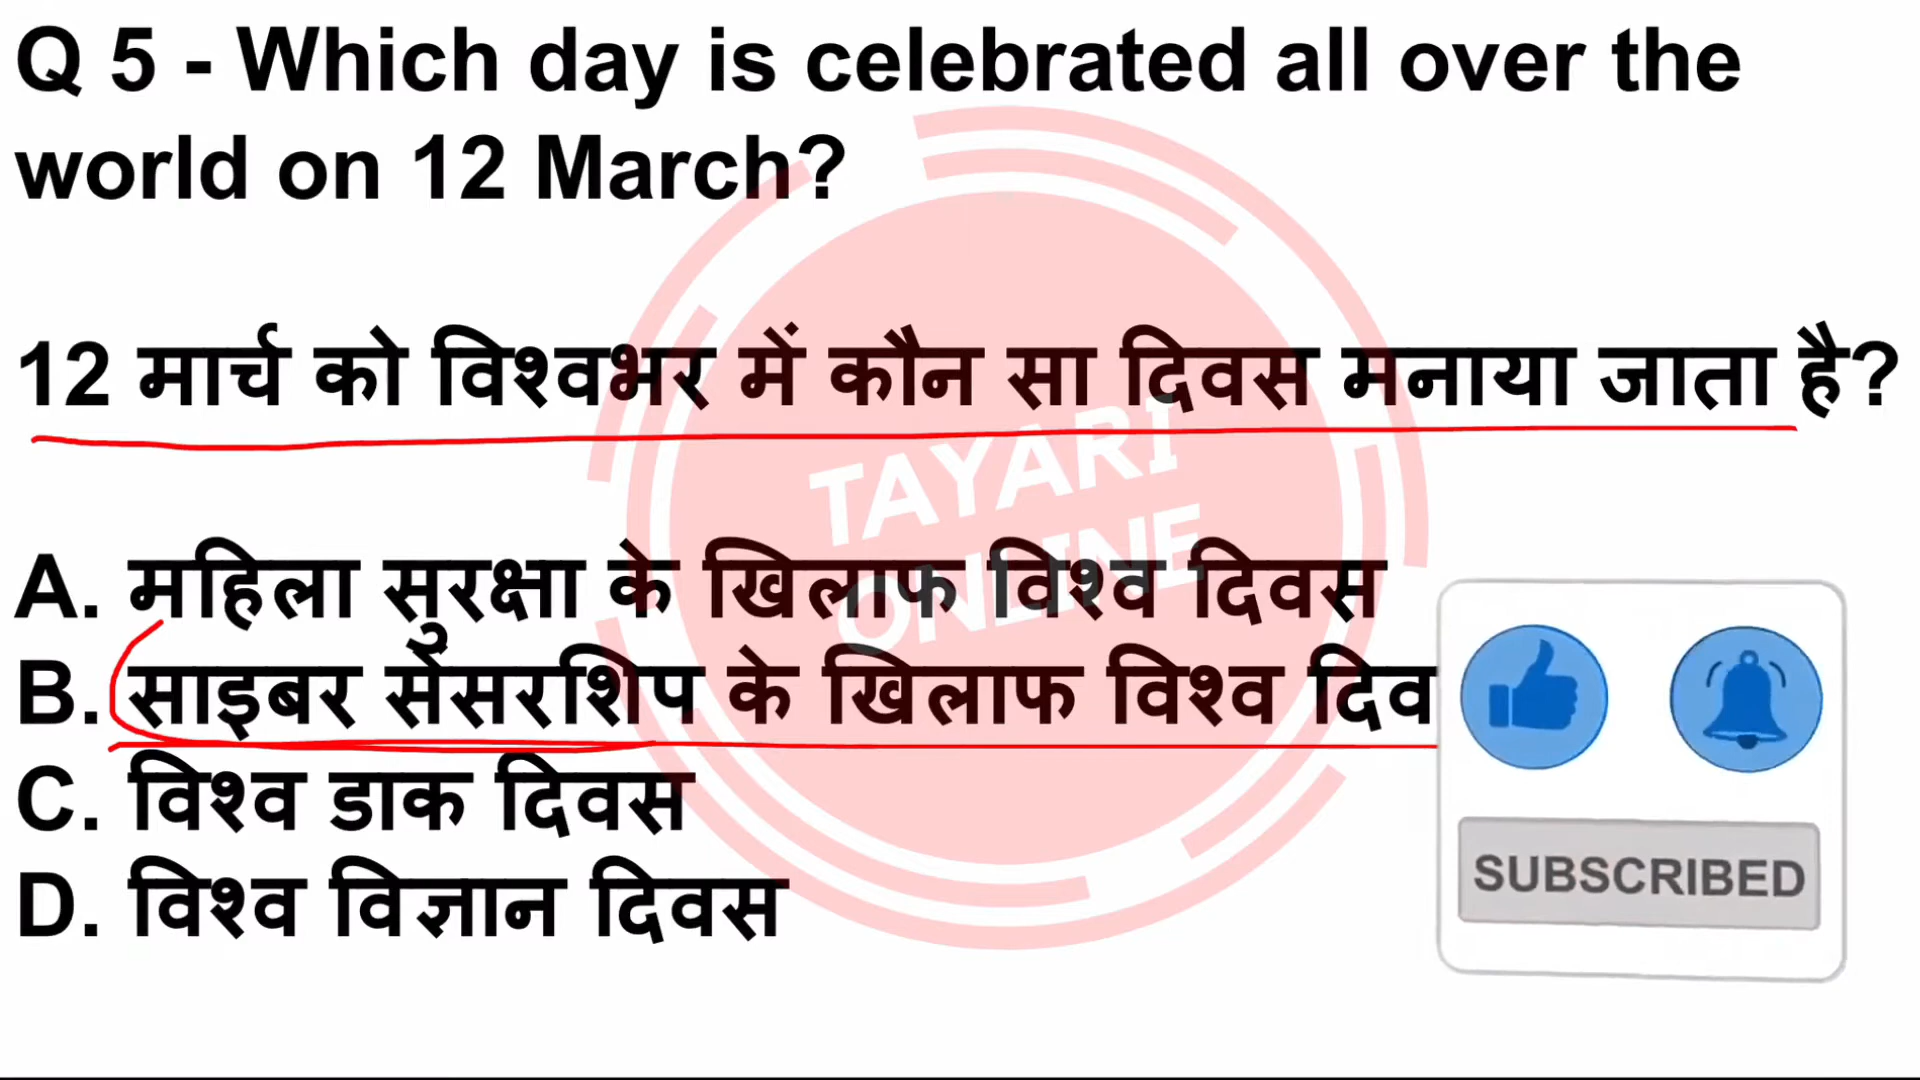 Q 5 - Which day is celebrated all over the
world on 12 March?
12 मार्च को विश्वभर में कौन सा दिवस मनाया जाता है?
TAYARI
ONLINE
A. महिला सुरक्षा के खिलाफ विश्व दिवस
B. साइबर सेंसरशिप के खिलाफ विश्व दिव
C. विश्व डाक दिवस
D. विश्व विज्ञान दिवस
SUBSCRIBED